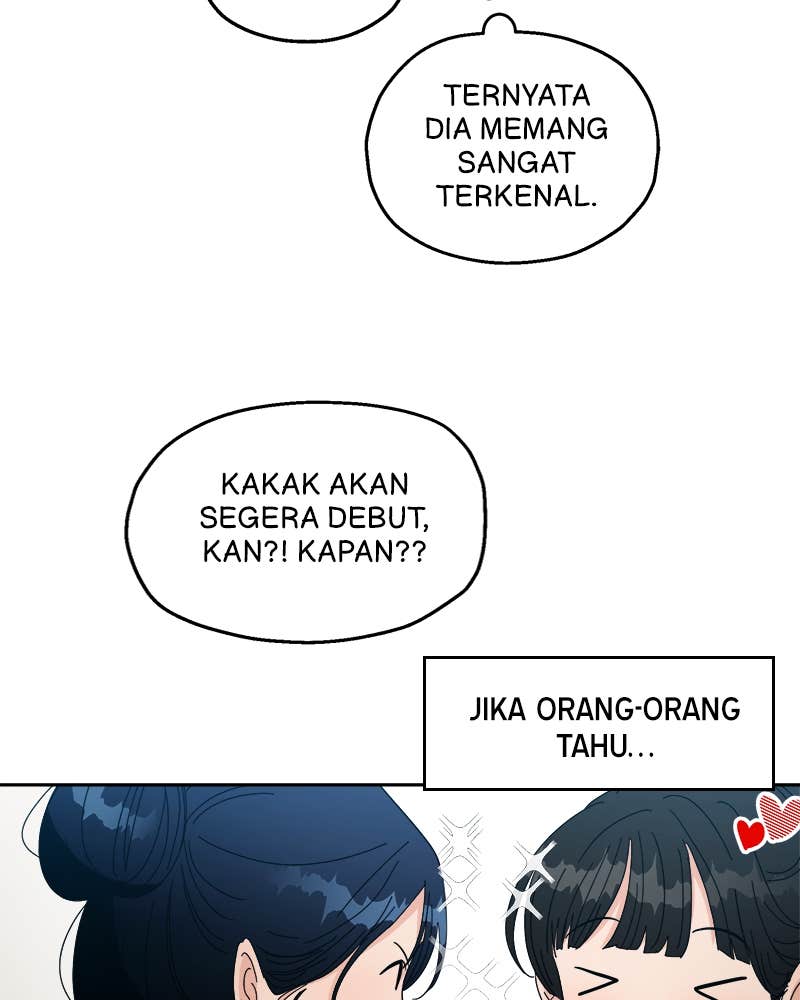 TERNYATA
DIA MEMANG
SANGAT
TERKENAL.
KAKAK AKAN
SEGERA DEBUT,
KAN?! KAPAN??
JIKA ORANG-ORANG
TAHU...